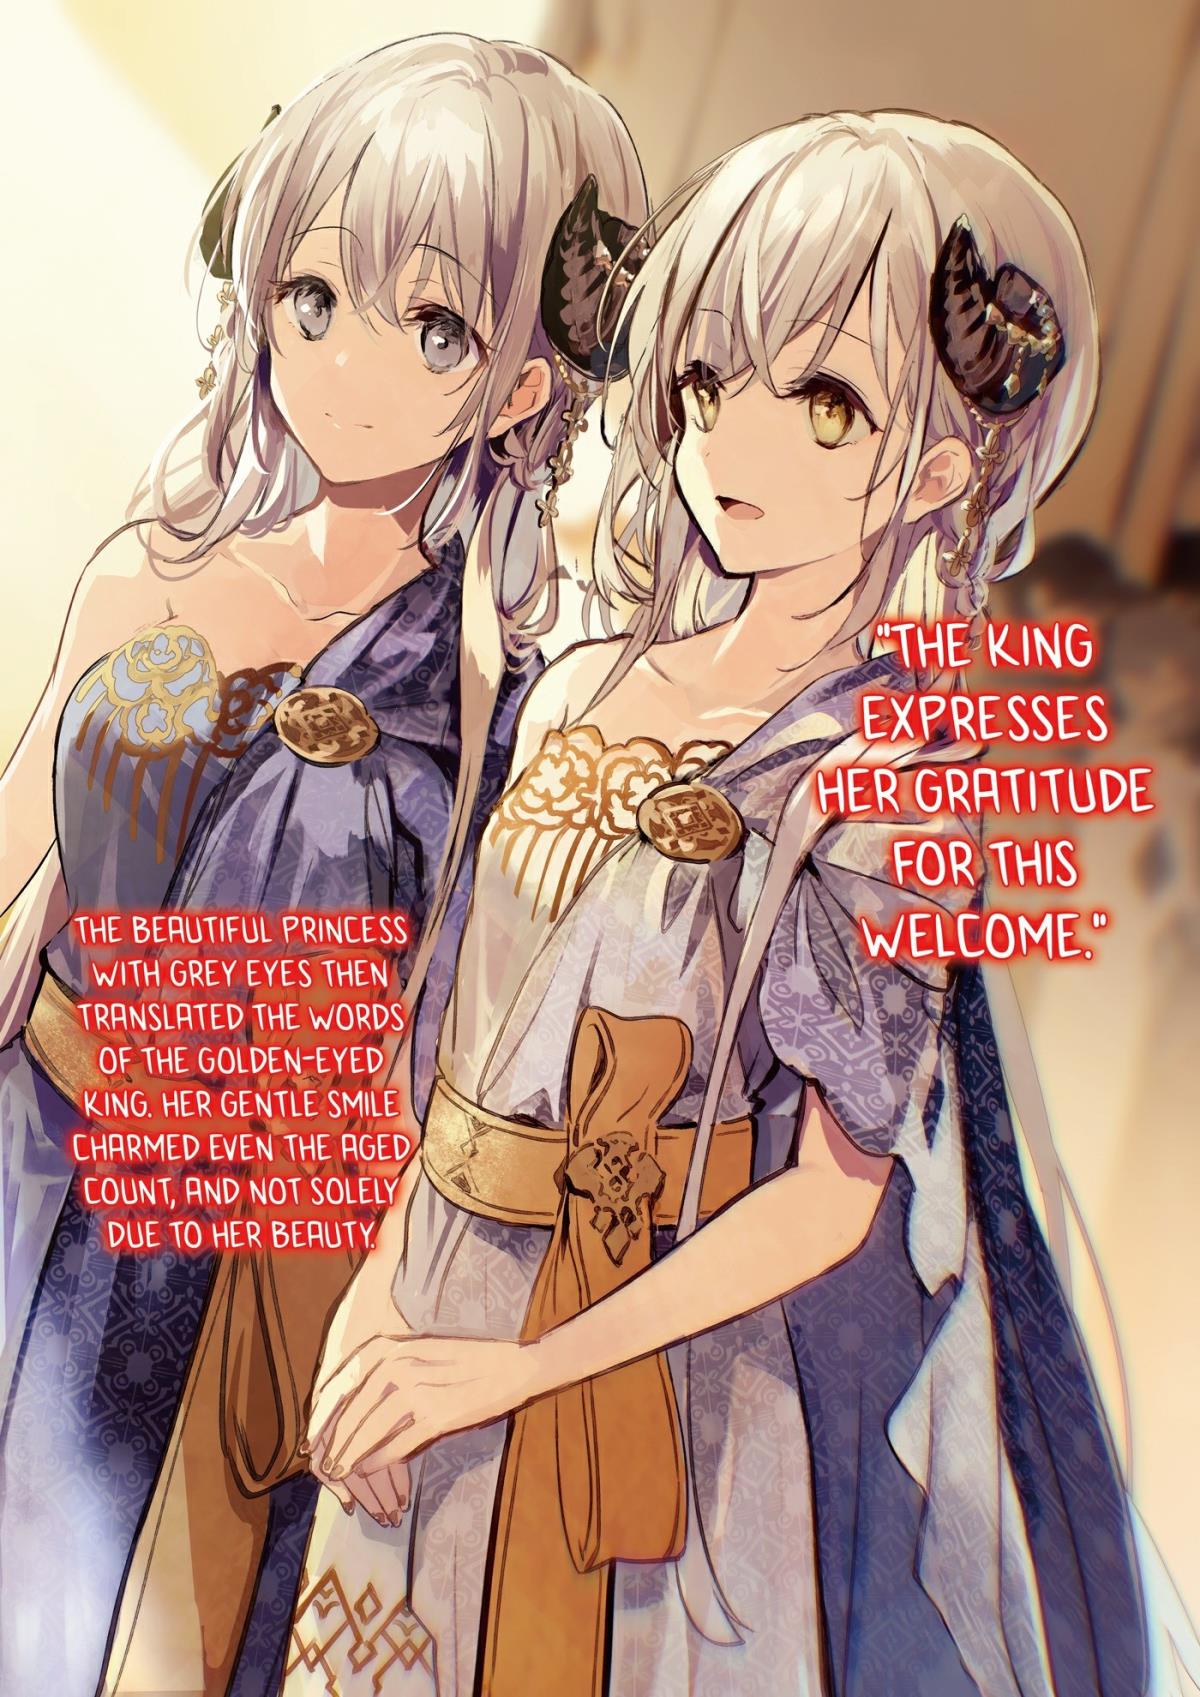 "THE KING
EXPRESSES
HER GRATITUDE
FOR THIS
WELCOME."
THE BEAUTIFUL PRINCESS
WITH GREY EYES THEN
TRANSLATED THE WORDS
OF THE GOLDEN-EYED
KING. HER GENTLE SMILE
CHARMED EVEN THE AGED
COUNT, AND NOT SOLELY
DUE TO HER BEAUTY.